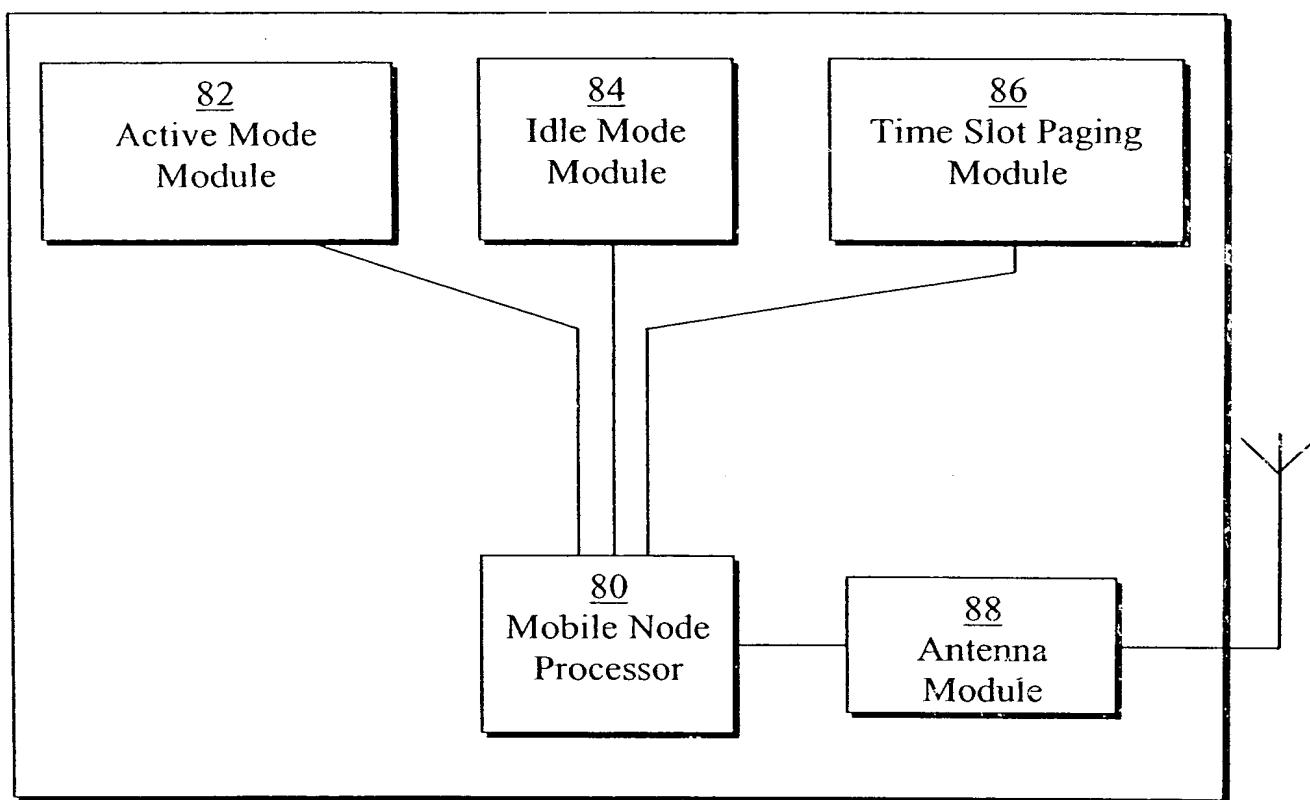 82
Active Mode
Module
84
Idle Mode
Module
86
Time Slot Paging
Module
80
Mobile Node
Processor
88
Antenna
Module